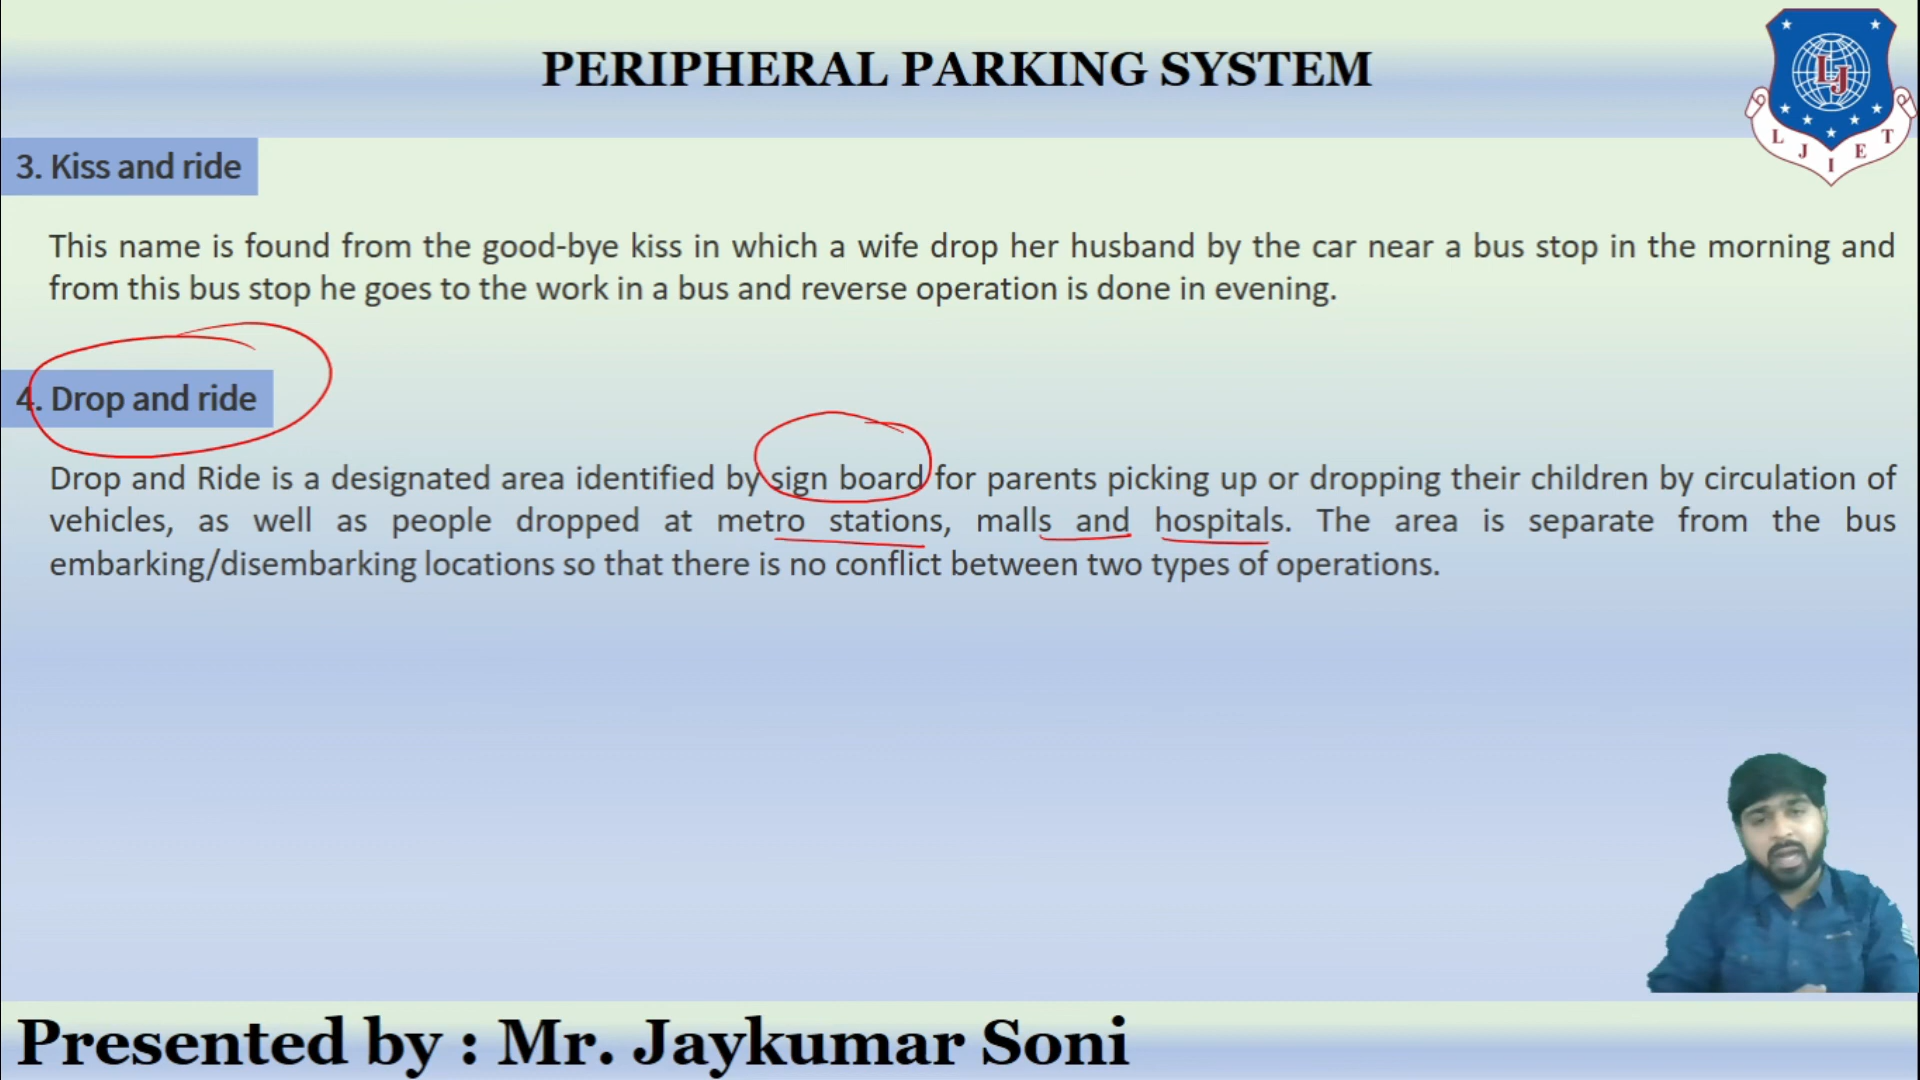 PERIPHERAL PARKING SYSTEM
LJ
L J I E T
3. Kiss and ride
This name is found from the good-bye kiss in which a wife drop her husband by the car near a bus stop in the morning and
from this bus stop he goes to the work in a bus and reverse operation is done in evening.
4. Drop and ride
Drop and Ride is a designated area identified by sign board for parents picking up or dropping their children by circulation of
vehicles, as well as people dropped at metro stations, malls and hospitals. The area is separate from the bus
embarking/disembarking locations so that there is no conflict between two types of operations.
Presented by : Mr. Jaykumar Soni